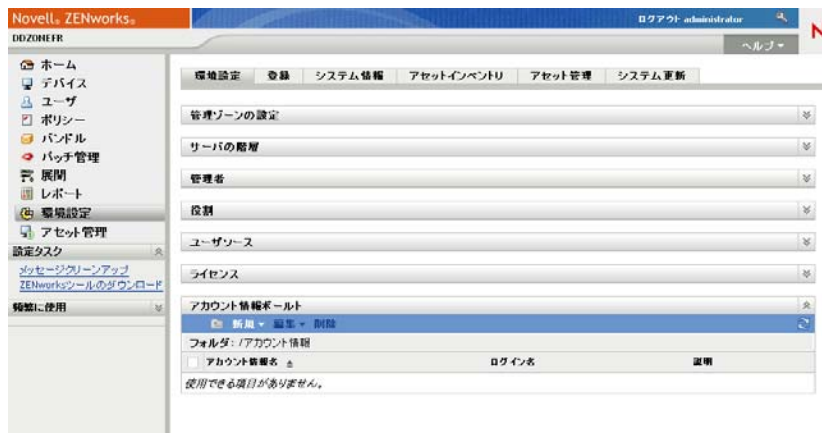 Novell® ZENworks®
ログアウト administrator
DDZONEFR
ヘルプ
N
ホーム
デバイス
ユーザ
ポリシー
バンドル
パッチ管理
展開
レポート
環境設定
アセット管理
設定タスク
メッセージクリーンアップ
ZENworksツールのダウンロード
頻繁に使用
環境設定 登録 システム情報 アセットインベントリ アセット管理 システム更新
管理ゾーンの設定
サーバの階層
管理者
役割
ユーザソース
ライセンス
アカウント情報ボールト
新規 編集 削除
フォルダ: /アカウント情報
アカウント情報名 ログイン名 説明
使用できる項目がありません。